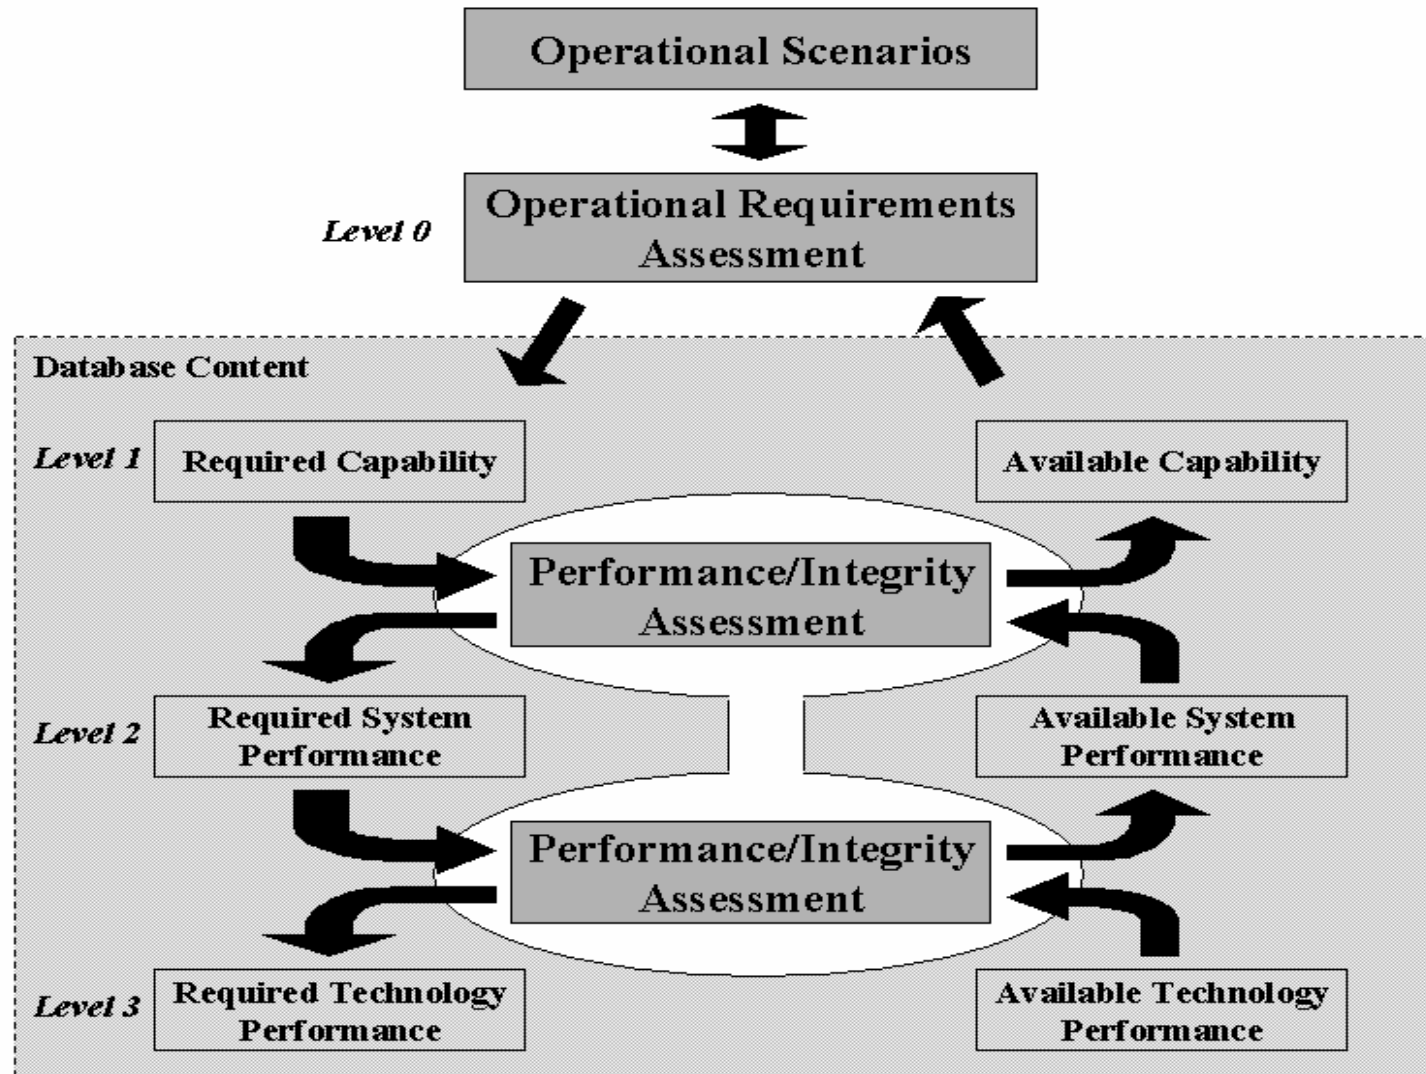 Operational Scenarios
Operational Requirements
Assessment
Level 0
Database Content
Level 1
Required Capability
Available Capability
Performance/Integrity
Assessment
Level 2
Required System
Performance
Available System
Performance
Performance/Integrity
Assessment
Level 3
Required Technology
Performance
Available Technology
Performance